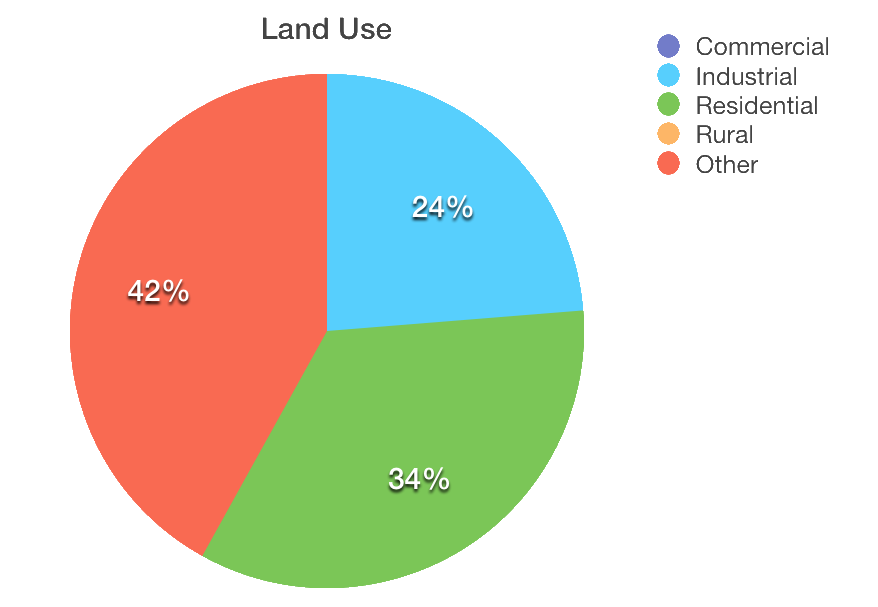 Land Use
Commercial
Industrial
Residential
Rural
Other
24%
42%
34%